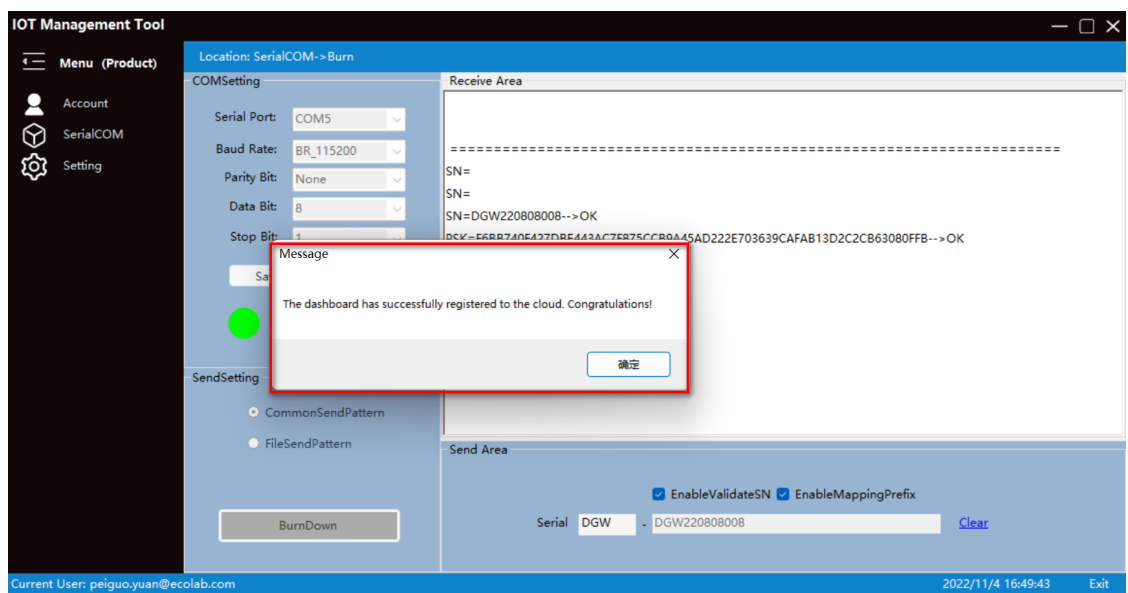 IOT Management Tool
Menu (Product)
Account
SerialCOM
Setting
Location: SerialCOM->Burn
COMSetting
Serial Port: COM5
Baud Rate: BR_115200
Parity Bit: None
Data Bit: 8
Stop Bit: 1
Sa
SendSetting
CommonSendPattern
FileSendPattern
BurnDown
Receive Area
======================================================================
SN=
SN=
SN=DGW220808008-->OK
Message
The dashboard has successfully registered to the cloud. Congratulations!
确定
Send Area
EnableValidateSN EnableMappingPrefix
Serial DGW - DGW220808008 Clear
Current User: peiguo.yuan@ecolab.com 2022/11/4 16:49:43 Exit